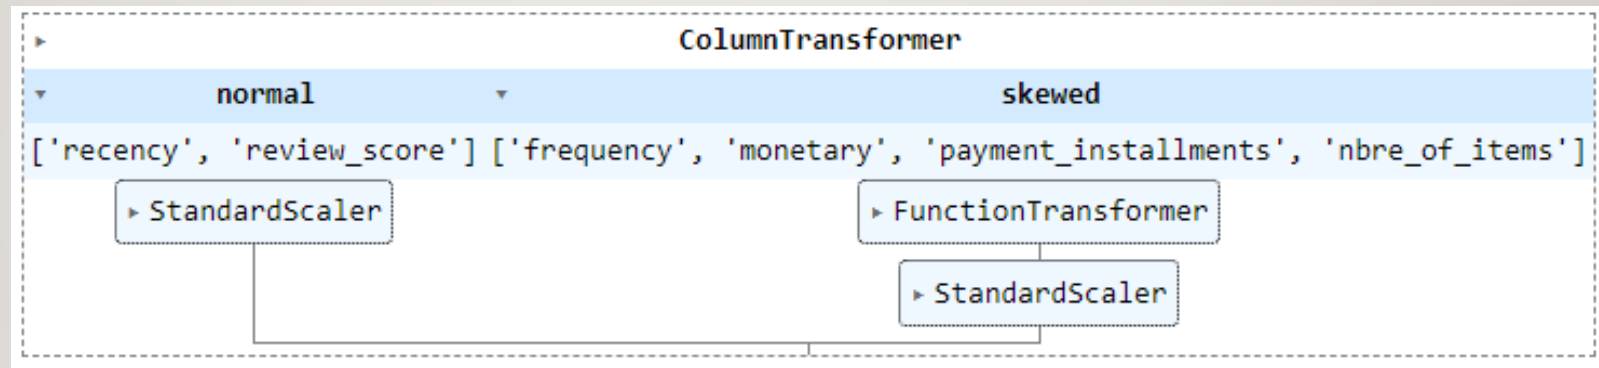 ColumnTransformer
normal skewed
['recency', 'review_score'] ['frequency', 'monetary', 'payment_installments', 'nbre_of_items']
StandardScaler FunctionTransformer
StandardScaler